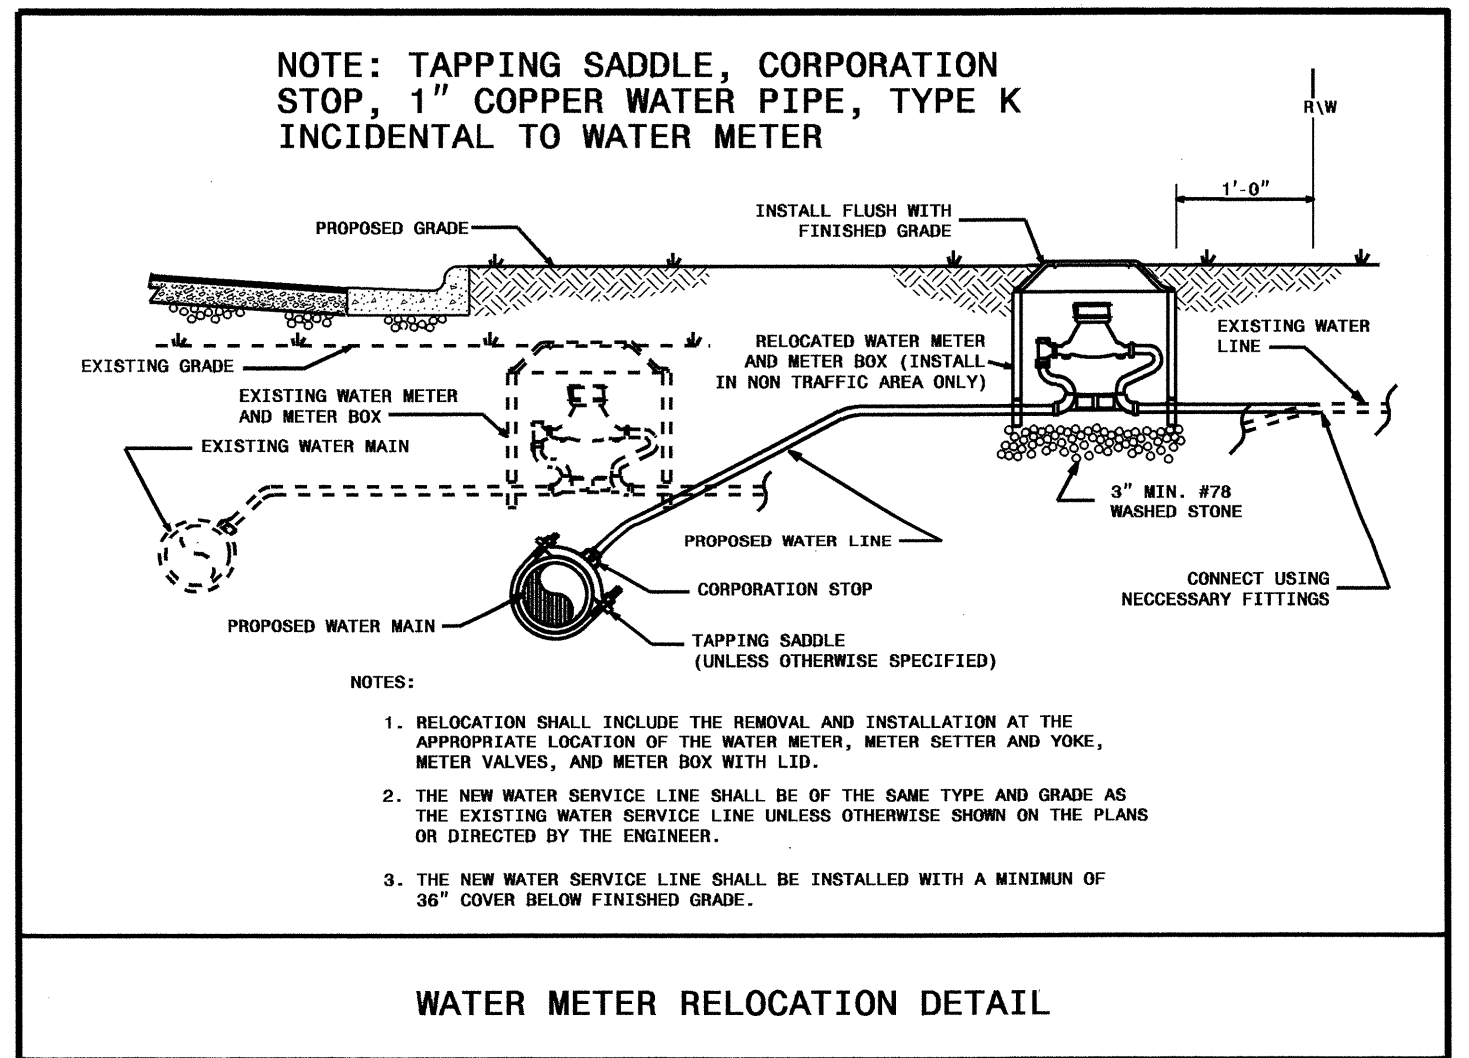 NOTE: TAPPING SADDLE, CORPORATION
STOP, 1" COPPER WATER PIPE, TYPE K
INCIDENTAL TO WATER METER
R\W
1'-0"
INSTALL FLUSH WITH
FINISHED GRADE
PROPOSED GRADE
EXISTING WATER
LINE
RELOCATED WATER METER
AND METER BOX (INSTALL
IN NON TRAFFIC AREA ONLY)
EXISTING GRADE
EXISTING WATER METER
AND METER BOX
EXISTING WATER MAIN
3" MIN. #78
WASHED STONE
PROPOSED WATER LINE
CONNECT USING
NECCESSARY FITTINGS
CORPORATION STOP
PROPOSED WATER MAIN
TAPPING SADDLE
(UNLESS OTHERWISE SPECIFIED)
NOTES:
1. RELOCATION SHALL INCLUDE THE REMOVAL AND INSTALLATION AT THE
APPROPRIATE LOCATION OF THE WATER METER, METER SETTER AND YOKE,
METER VALVES, AND METER BOX WITH LID.
2. THE NEW WATER SERVICE LINE SHALL BE OF THE SAME TYPE AND GRADE AS
THE EXISTING WATER SERVICE LINE UNLESS OTHERWISE SHOWN ON THE PLANS
OR DIRECTED BY THE ENGINEER.
3. THE NEW WATER SERVICE LINE SHALL BE INSTALLED WITH A MINIMUN OF
36" COVER BELOW FINISHED GRADE.
WATER METER RELOCATION DETAIL